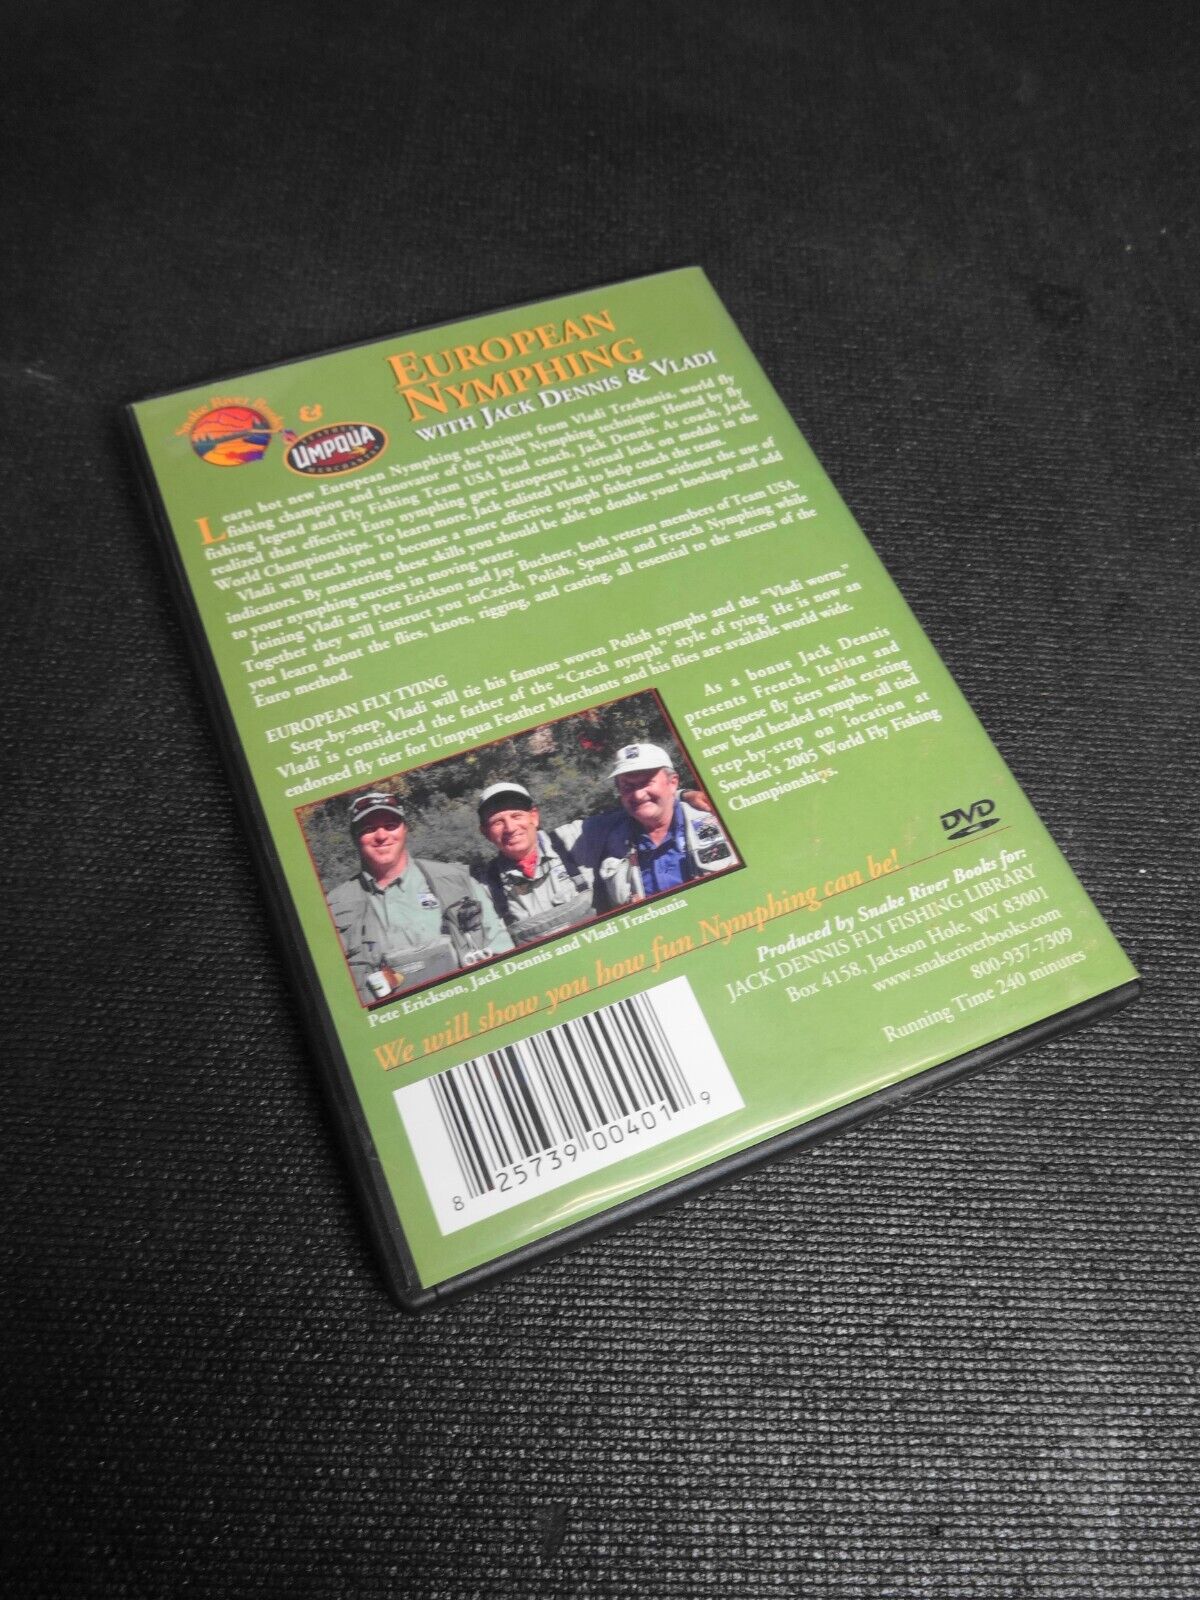 Snake River Books
&
FEATHER
UMPQUA
MERCHANTS
EUROPEAN
NYMPHING
WITH JACK DENNIS & VLADI
Learn hot new European Nymphing techniques from Vladi Trzebunia, world fly
fishing champion and innovator of the Polish Nymphing technique. Hosted by fly
fishing legend and Fly Fishing Team USA head coach, Jack Dennis. As coach, Jack
realized that effective Euro nymphing gave Europeans a virtual lock on medals in the
World Championships. To learn more, Jack enlisted Vladi to help coach the team.
Vladi will teach you to become a more effective nymph fishermen without the use of
indicators. By mastering these skills you should be able to double your hookups and add
to your nymphing success in moving water.
Joining Vladi are Pete Erickson and Jay Buchner, both veteran members of Team USA.
Together they will instruct you inCzech, Polish, Spanish and French Nymphing while
you learn about the flies, knots, rigging, and casting, all essential to the success of the
Euro method.
EUROPEAN FLY TYING
Step-by-step, Vladi will tie his famous woven Polish nymphs and the "Vladi worm."
Vladi is considered the father of the "Czech nymph" style of tying. He is now an
endorsed fly tier for Umpqua Feather Merchants and his flies are available world wide.
As a bonus Jack Dennis
presents French, Italian and
Portuguese fly tiers with exciting
new bead headed nymphs, all tied
step-by-step on location at
Sweden's 2005 World Fly Fishing
Championships.
Pete Erickson, Jack Dennis and Vladi Trzebunia
We will show you how fun Nymphing can be!
DVD
Produced by Snake River Books for:
JACK DENNIS FLY FISHING LIBRARY
Box 4158, Jackson Hole, WY 83001
www.snakeriverbooks.com
800-937-7309
Running Time 240 minutes
8 25739 00401 9